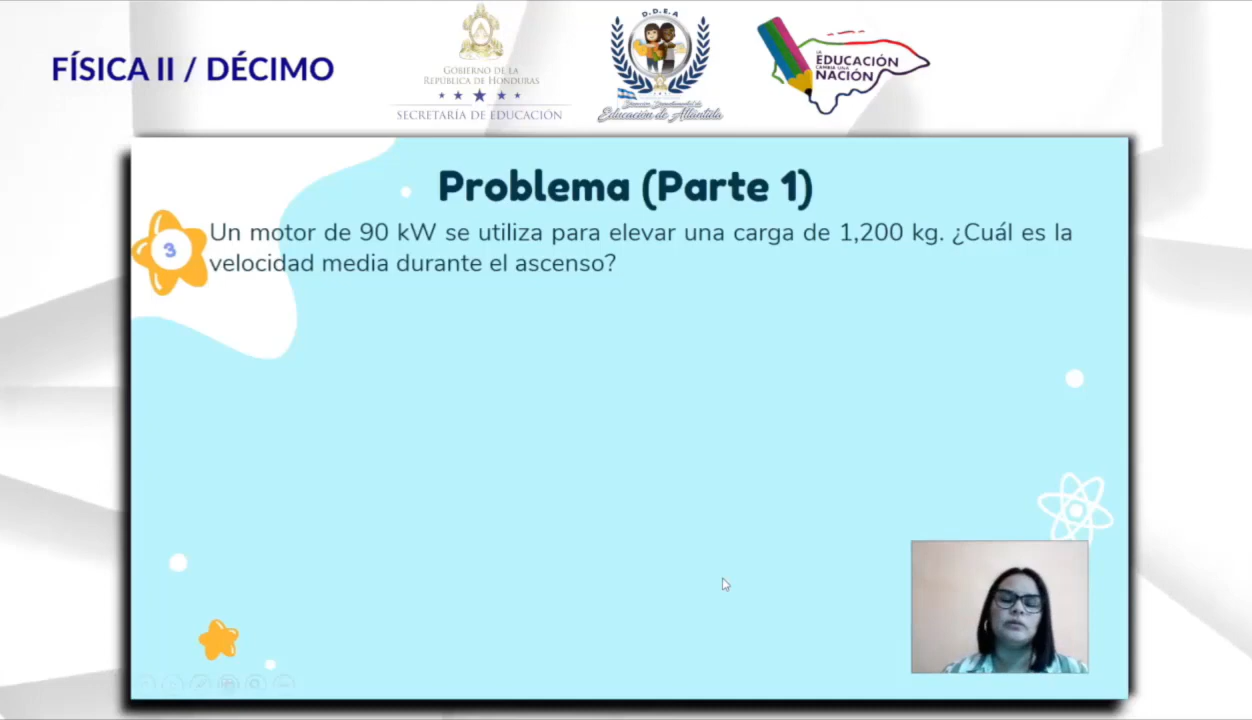 FÍSICA II / DÉCIMO
GOBIERNO DE LA
REPÚBLICA DE HONDURAS
SECRETARÍA DE EDUCACIÓN
D.D.E.A
Dirección Departamental de
Educación de Atlántida
LA
EDUCACIÓN
CAMBIA UNA
NACIÓN
Problema (Parte 1)
3
Un motor de 90 kW se utiliza para elevar una carga de 1,200 kg. ¿Cuál es la
velocidad media durante el ascenso?